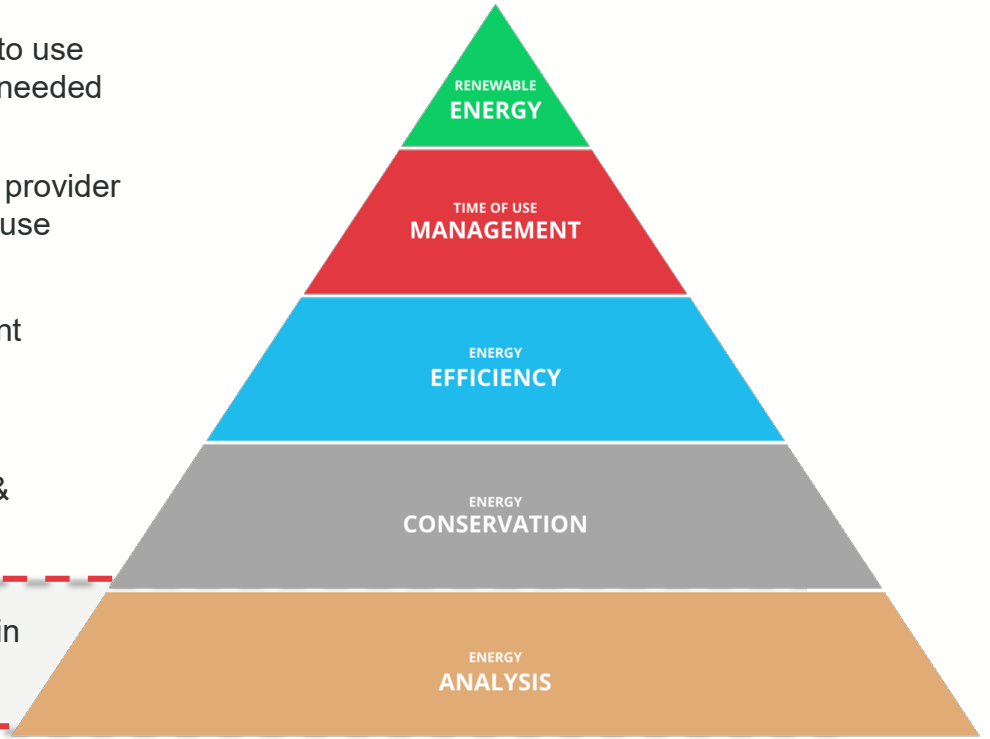 to use
needed
provider
use
nt
&
in
RENEWABLE
ENERGY
TIME OF USE
MANAGEMENT
ENERGY
EFFICIENCY
ENERGY
CONSERVATION
ENERGY
ANALYSIS